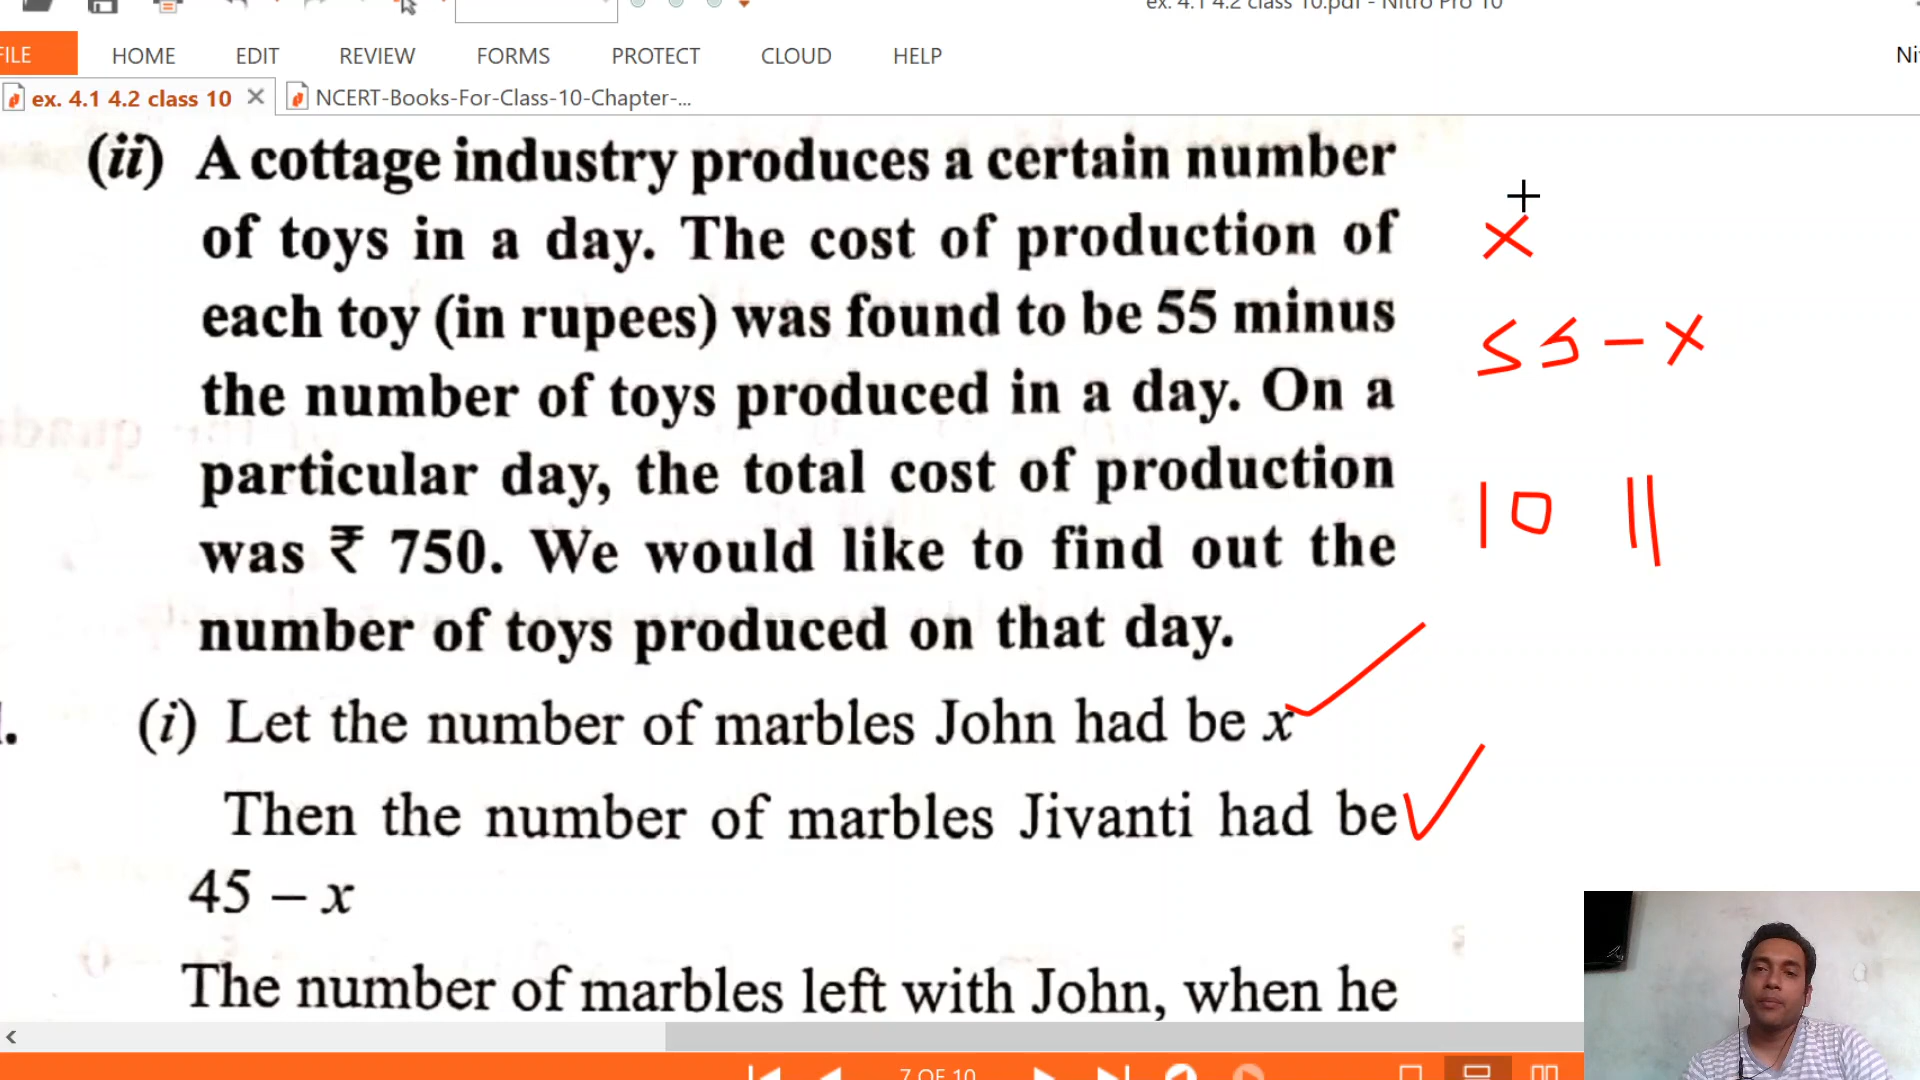 ex. 4.1 4.2 class 10.pdf - Nitro Pro 10
FILE HOME EDIT REVIEW FORMS PROTECT CLOUD HELP
ex. 4.1 4.2 class 10 NCERT-Books-For-Class-10-Chapter-...
(ii) A cottage industry produces a certain number
of toys in a day. The cost of production of
each toy (in rupees) was found to be 55 minus
the number of toys produced in a day. On a
particular day, the total cost of production
was ₹ 750. We would like to find out the
number of toys produced on that day.
x
55 - x
10 11
(i) Let the number of marbles John had be x
Then the number of marbles Jivanti had be
45 – x
The number of marbles left with John, when he
7 OF 10